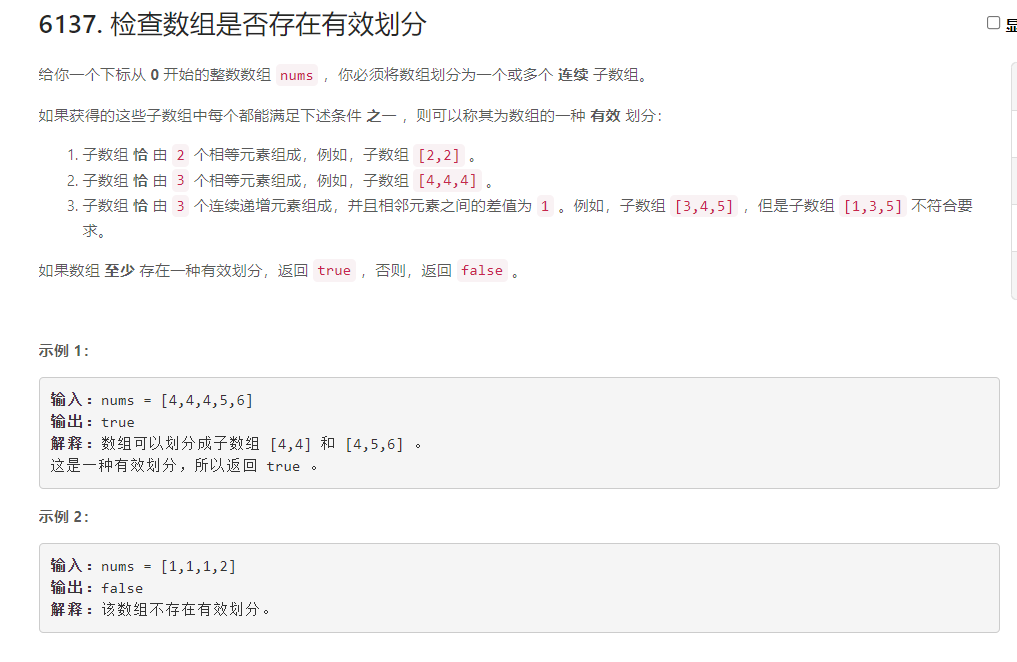 6137. 检查数组是否存在有效划分
显
给你一个下标从 0 开始的整数数组 nums ，你必须将数组划分为一个或多个 连续 子数组。
如果获得的这些子数组中每个都能满足下述条件 之一 ，则可以称其为数组的一种 有效 划分：
1. 子数组 恰 由 2 个相等元素组成，例如，子数组 [2,2] 。
2. 子数组 恰 由 3 个相等元素组成，例如，子数组 [4,4,4] 。
3. 子数组 恰 由 3 个连续递增元素组成，并且相邻元素之间的差值为 1 。例如，子数组 [3,4,5] ，但是子数组 [1,3,5] 不符合要
求。
如果数组 至少 存在一种有效划分，返回 true ，否则，返回 false 。
示例 1：
输入：nums = [4,4,4,5,6]
输出：true
解释：数组可以划分成子数组 [4,4] 和 [4,5,6] 。
这是一种有效划分，所以返回 true 。
示例 2：
输入：nums = [1,1,1,2]
输出：false
解释：该数组不存在有效划分。